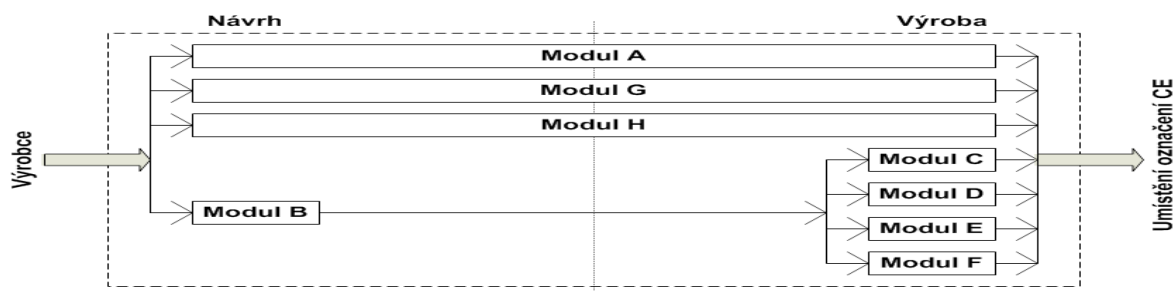 Návrh
Výroba
Modul A
Modul G
Modul H
Výrobce
Modul B
Modul C
Modul D
Modul E
Modul F
Umístění označení CE